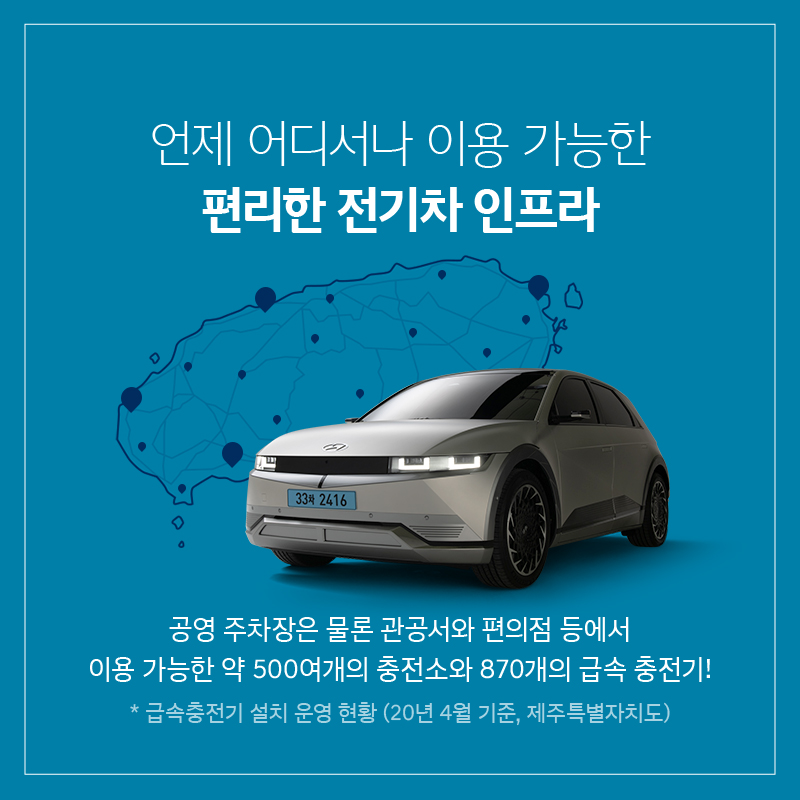 언제 어디서나 이용 가능한
편리한 전기차 인프라
33차 2416
공영 주차장은 물론 관공서와 편의점 등에서
이용 가능한 약 500여개의 충전소와 870개의 급속 충전기!
* 급속충전기 설치 운영 현황 (20년 4월 기준, 제주특별자치도)